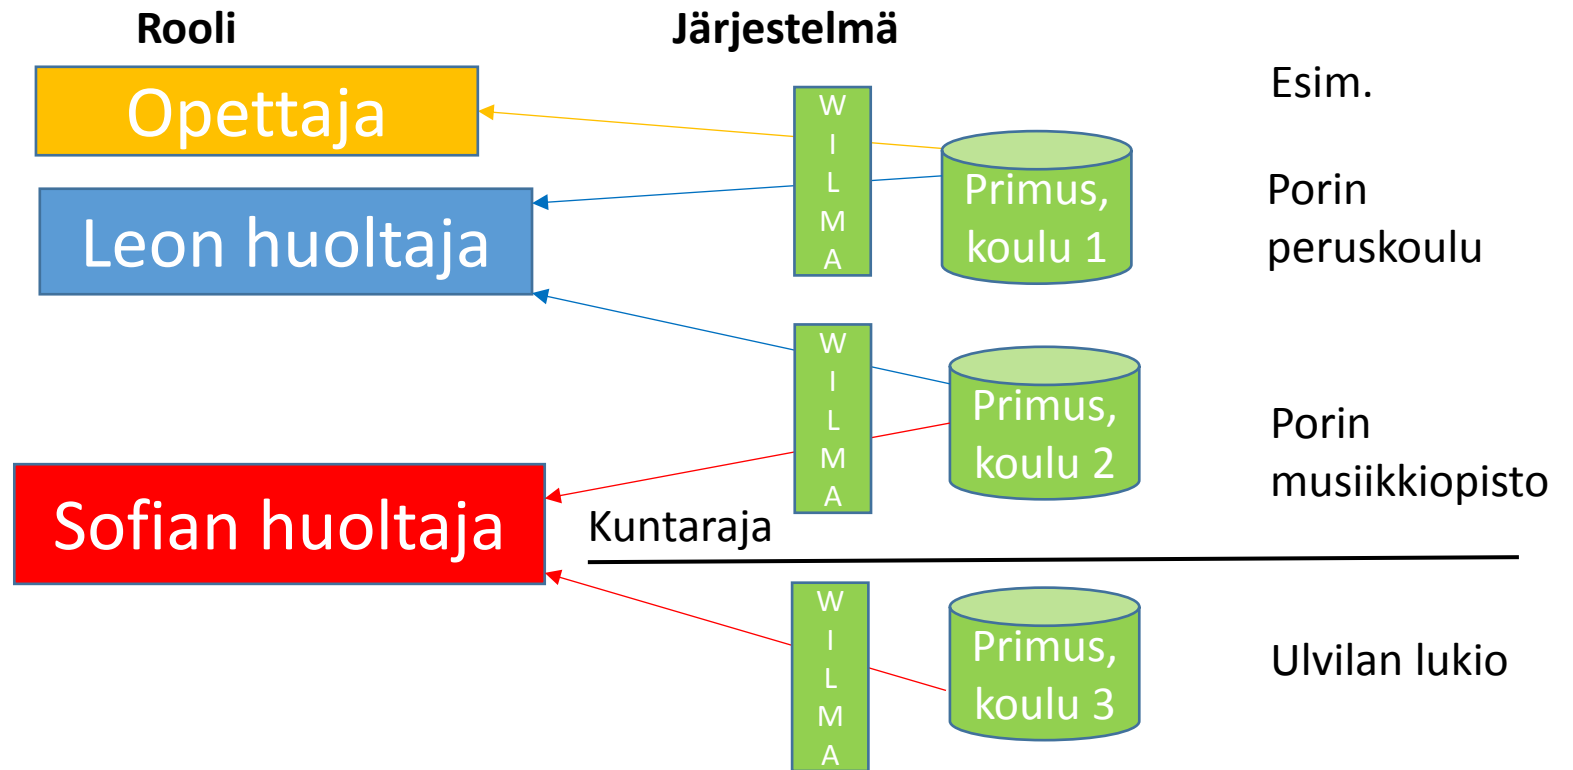 Rooli
Järjestelmä
Esim.
Opettaja
Leon huoltaja
Sofian huoltaja
W
I
L
M
A
Primus,
koulu 1
Porin
peruskoulu
W
I
L
M
A
Primus,
koulu 2
Porin
musiikkiopisto
Kuntaraja
W
I
L
M
A
Primus,
koulu 3
Ulvilan lukio